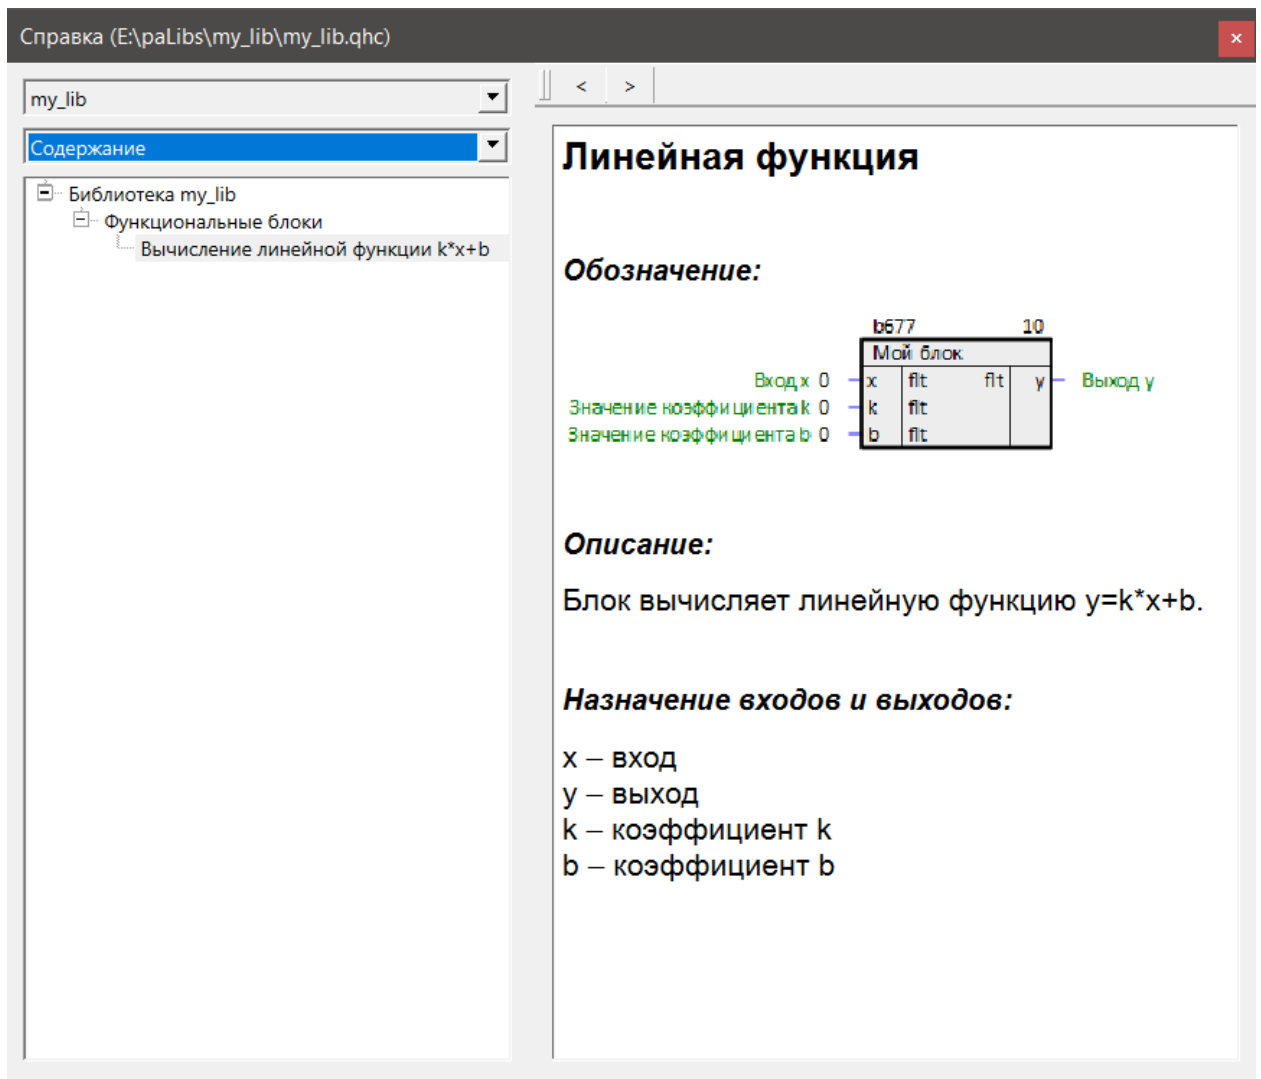 Справка (E:\paLibs\my_lib\my_lib.qhc)
my_lib
Содержание
Библиотека my_lib
Функциональные блоки
Вычисление линейной функции k*x+b
< >
Линейная функция
Обозначение:
b677 10
Мой блок
Вход x 0 x flt flt y Выход y
Значение коэффициента k 0 k flt
Значение коэффициента b 0 b flt
Описание:
Блок вычисляет линейную функцию y=k*x+b.
Назначение входов и выходов:
x – вход
y – выход
k – коэффициент k
b – коэффициент b